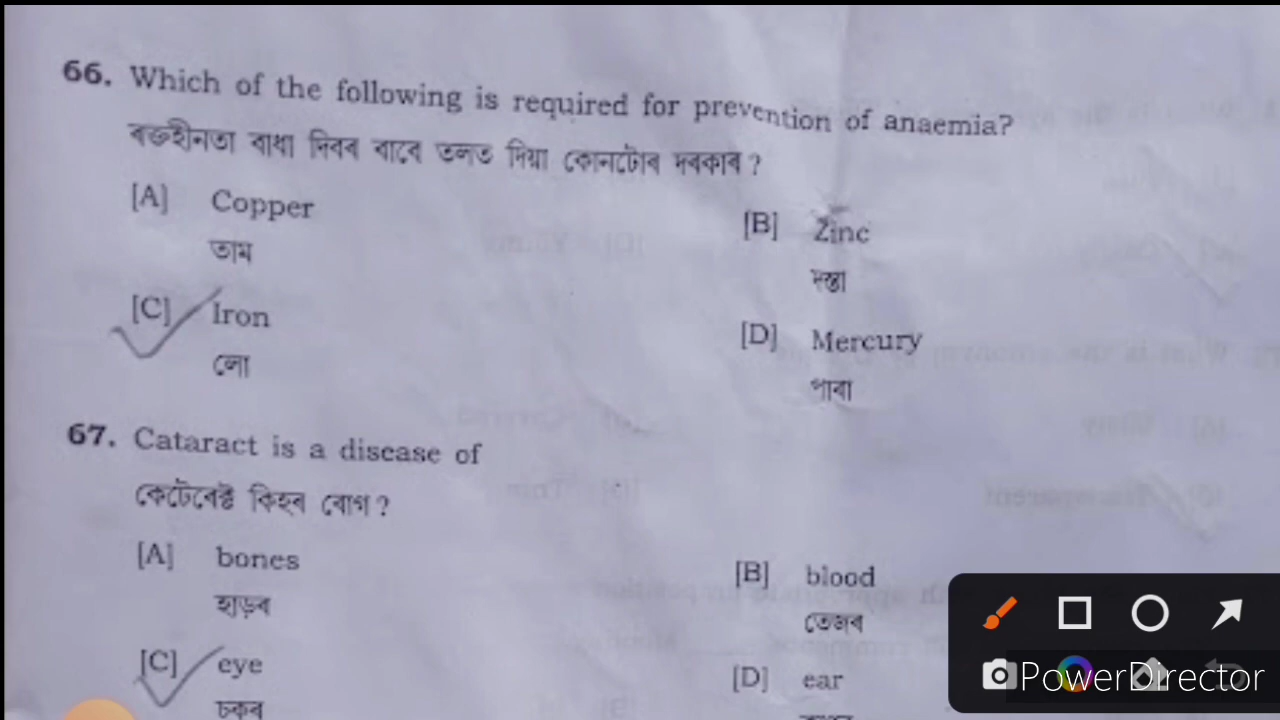 66. Which of the following is required for prevention of anaemia?
ৰক্তহীনতা বাধা দিবৰ বাবে তলত দিয়া কোনটোৰ দৰকাৰ ?
[A] Copper
তাম
[B] Zinc
দস্তা
[C] Iron
লো
[D] Mercury
পাৰা
67. Cataract is a disease of
কেটেৰেক্ট কিহৰ ৰোগ ?
[A] bones
হাড়ৰ
[B] blood
তেজৰ
[C] eye
চকুৰ
[D] ear
PowerDirector